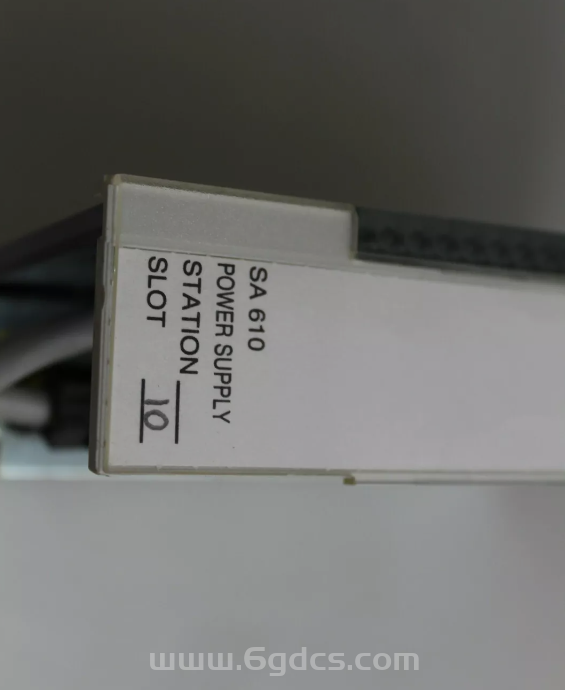 SA 610
POWER SUPPLY
STATION
SLOT 10
www.6gdcs.com